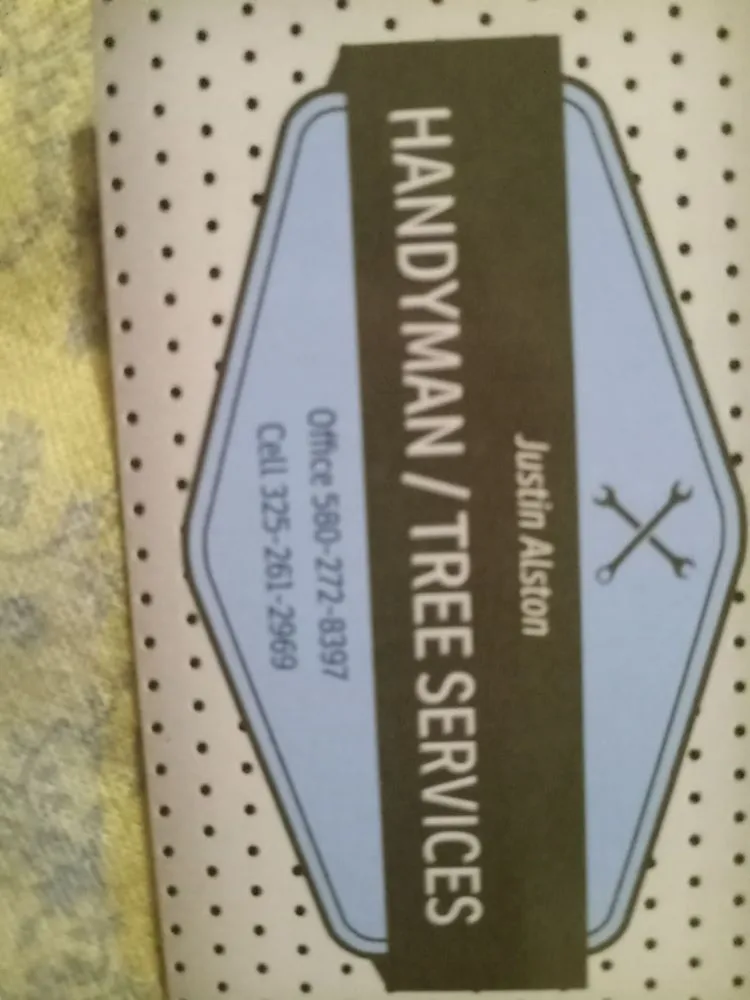 Justin Alston
HANDYMAN / TREE SERVICES
Office 580-272-8397
Cell 325-261-2969